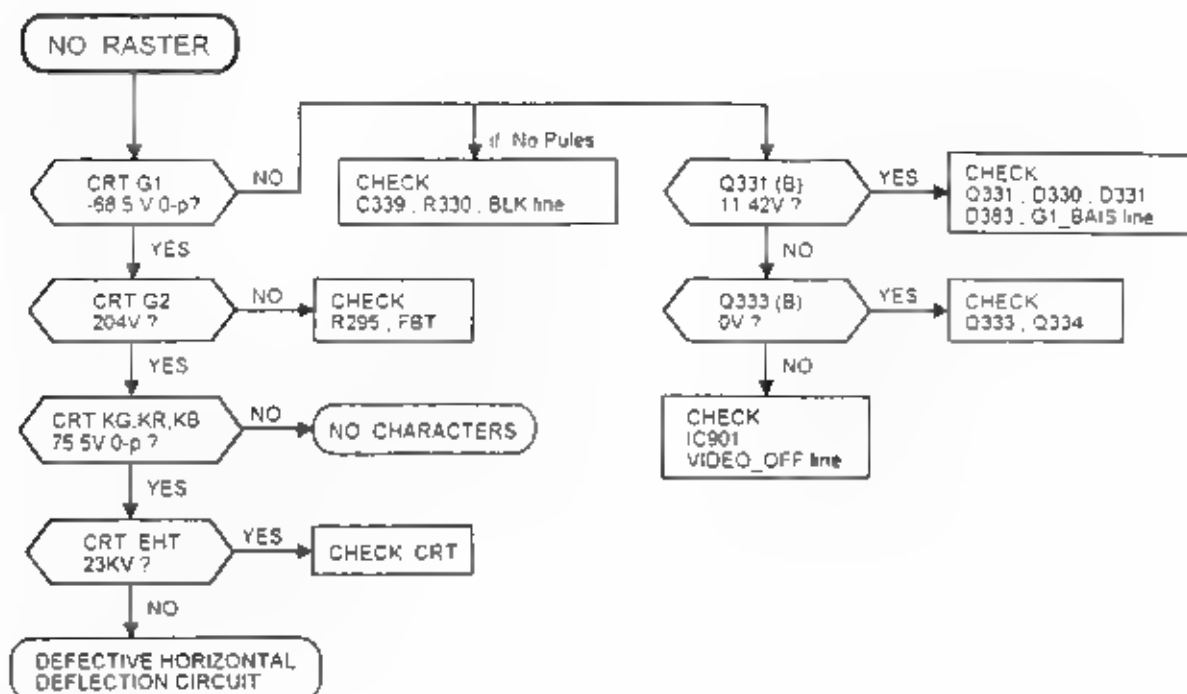 NO RASTER
CRT G1
-68.5 V 0-p?
NO
if No Pules
CHECK
C339 , R330 , BLK line
Q331 (B)
11.42V ?
YES
CHECK
Q331 , D330 , D331
D383 , G1_BAIS line
YES
NO
CRT G2
204V ?
NO
CHECK
R295 , FBT
Q333 (B)
0V ?
YES
CHECK
Q333 , Q334
YES
NO
CRT KG,KR,KB
75.5V 0-p ?
NO
NO CHARACTERS
CHECK
IC901
VIDEO_OFF line
YES
CRT EHT
23KV ?
YES
CHECK CRT
NO
DEFECTIVE HORIZONTAL
DEFLECTION CIRCUIT